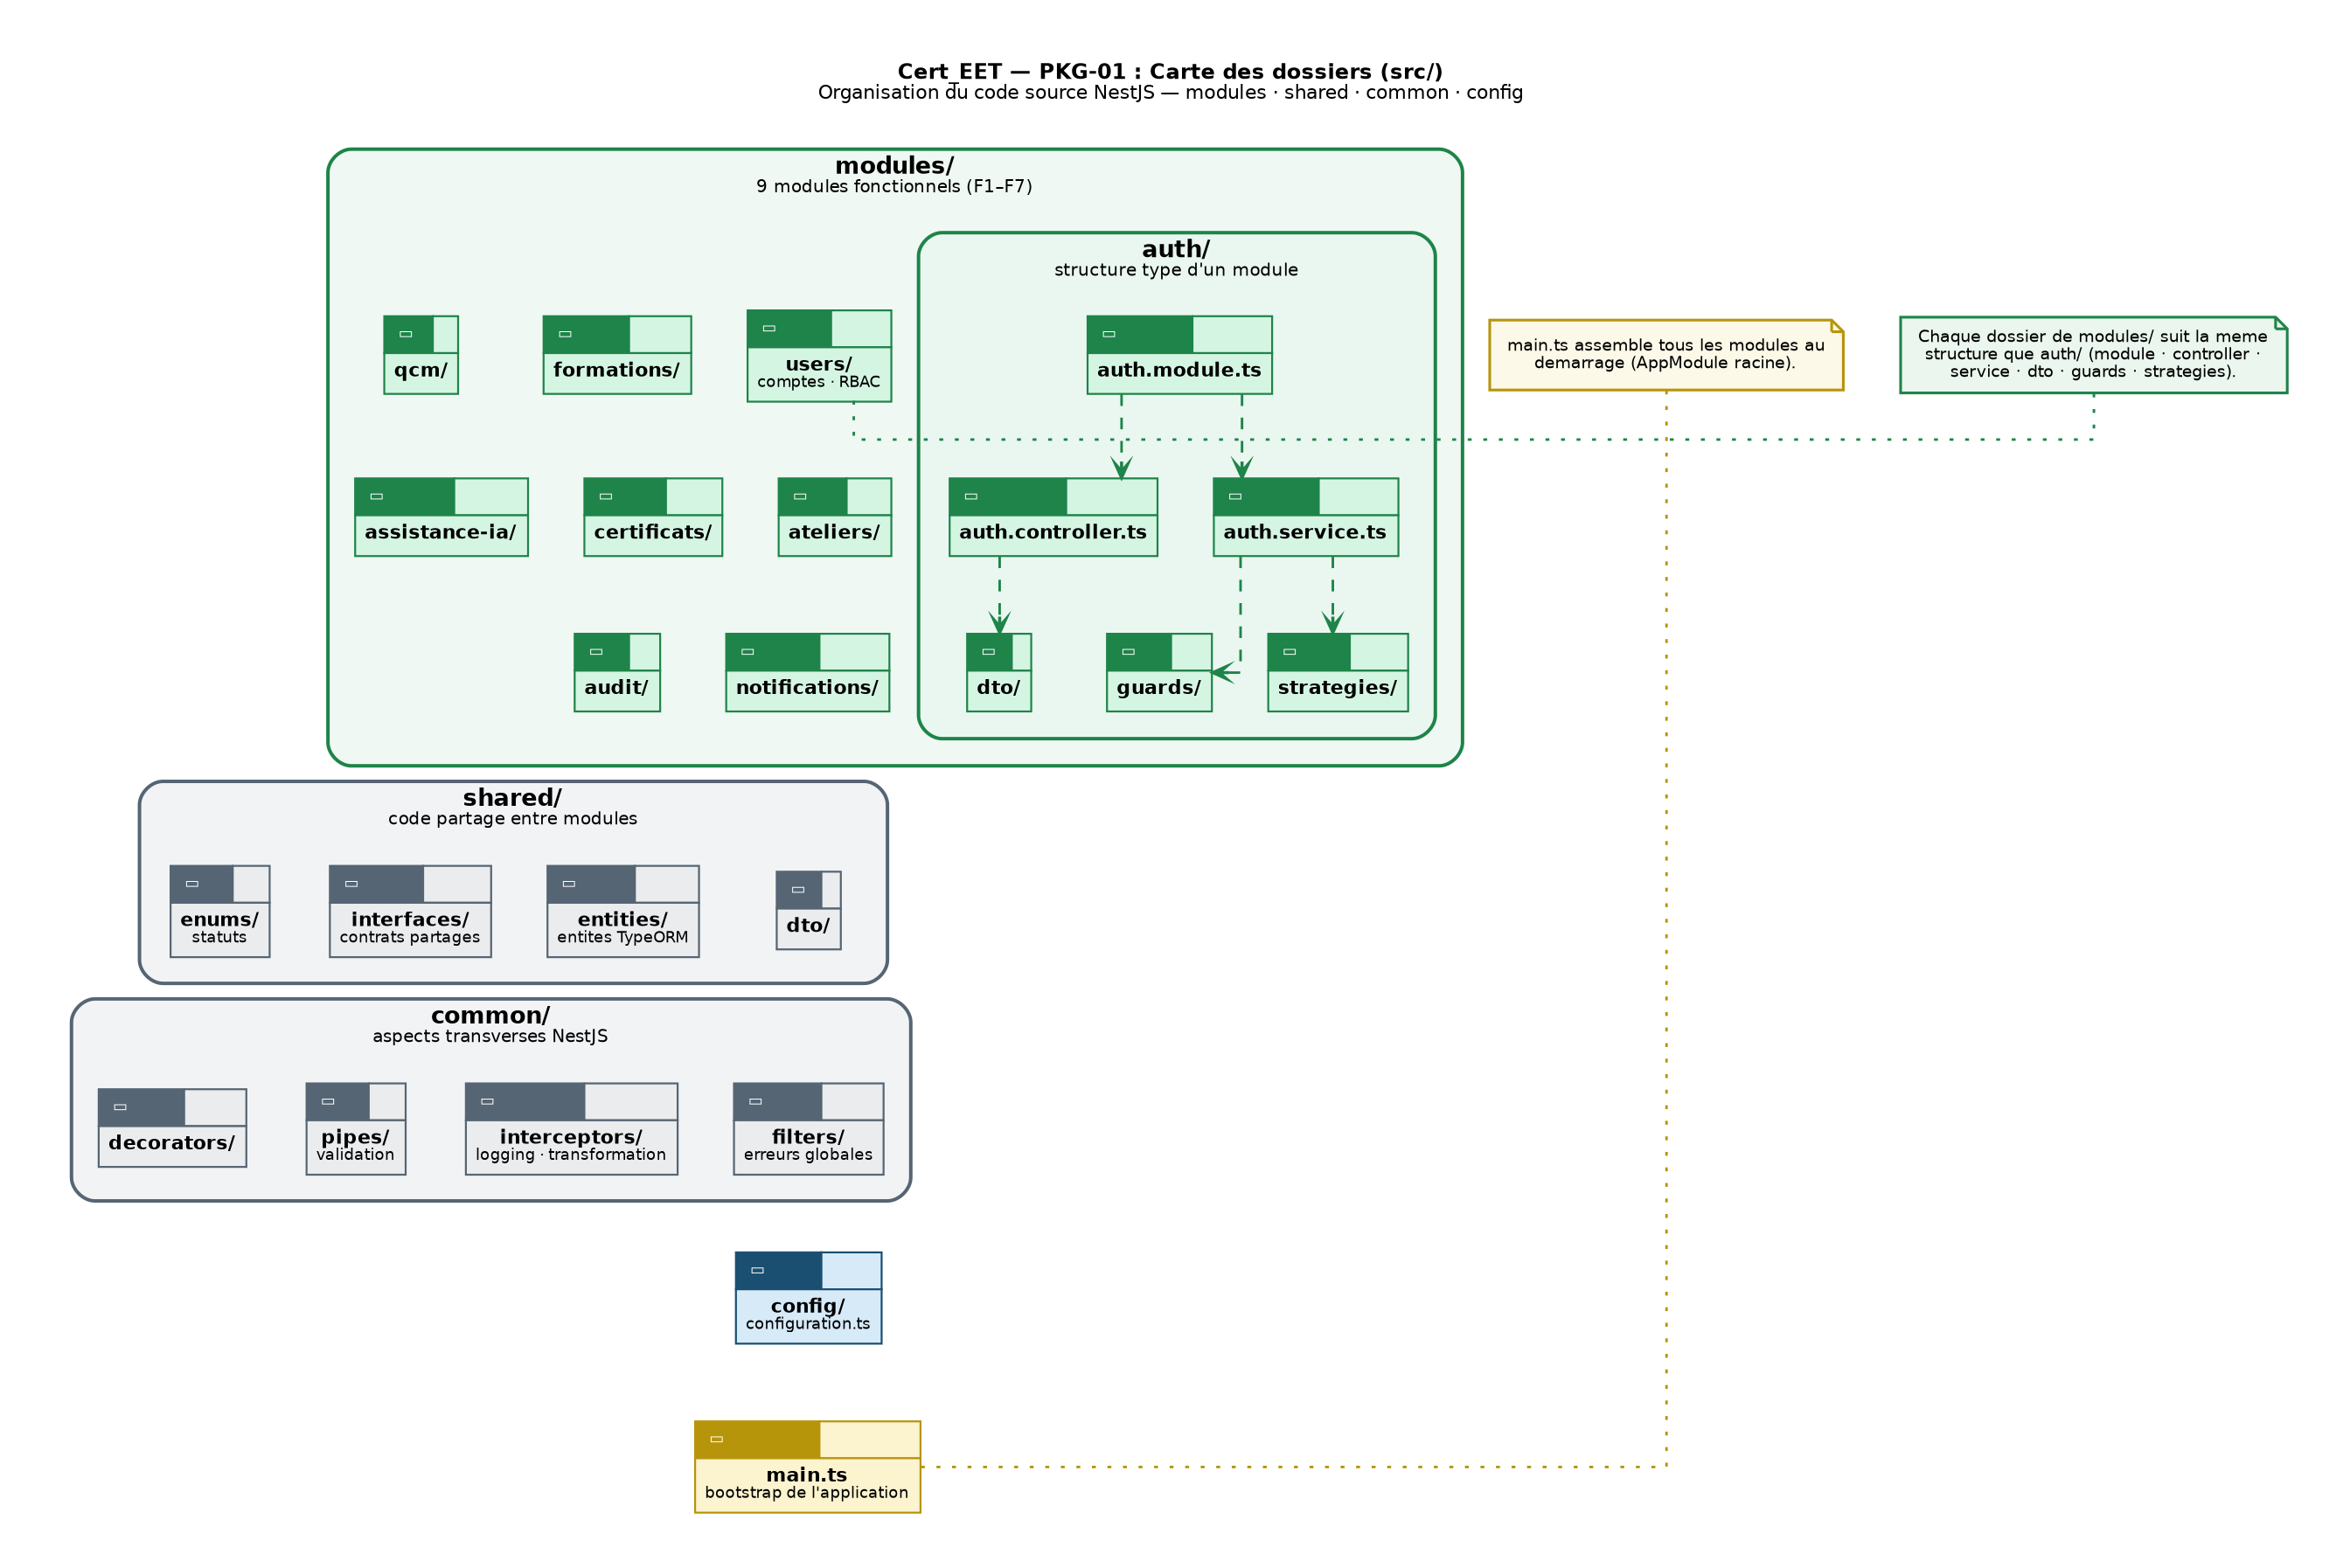 Cert_EET — PKG-01 : Carte des dossiers (src/)
Organisation du code source NestJS — modules · shared · common · config
modules/
9 modules fonctionnels (F1–F7)
auth/
structure type d'un module
qcm/
formations/
users/
comptes · RBAC
auth.module.ts
main.ts assemble tous les modules au
demarrage (AppModule racine).
Chaque dossier de modules/ suit la meme
structure que auth/ (module · controller ·
service · dto · guards · strategies).
assistance-ia/
certificats/
ateliers/
auth.controller.ts
auth.service.ts
audit/
notifications/
dto/
guards/
strategies/
shared/
code partage entre modules
enums/
statuts
interfaces/
contrats partages
entities/
entites TypeORM
dto/
common/
aspects transverses NestJS
decorators/
pipes/
validation
interceptors/
logging · transformation
filters/
erreurs globales
config/
configuration.ts
main.ts
bootstrap de l'application